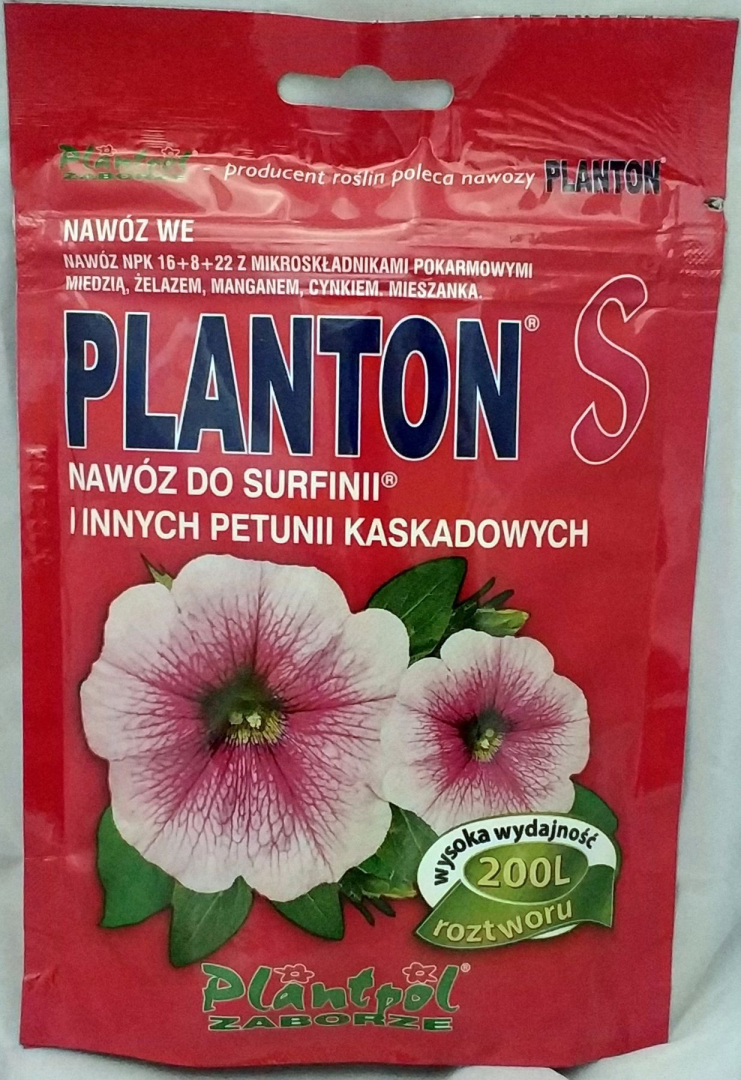 Plantpol ZABORZE - producent roślin poleca nawozy PLANTON®
NAWÓZ WE
NAWÓZ NPK 16+8+22 Z MIKROSKŁADNIKAMI POKARMOWYMI
MIEDZIĄ, ŻELAZEM, MANGANEM, CYNKIEM. MIESZANKA.
PLANTON® S
NAWÓZ DO SURFINII®
I INNYCH PETUNII KASKADOWYCH
wysoka wydajność
200L
roztworu
Plantpol®
ZABORZE